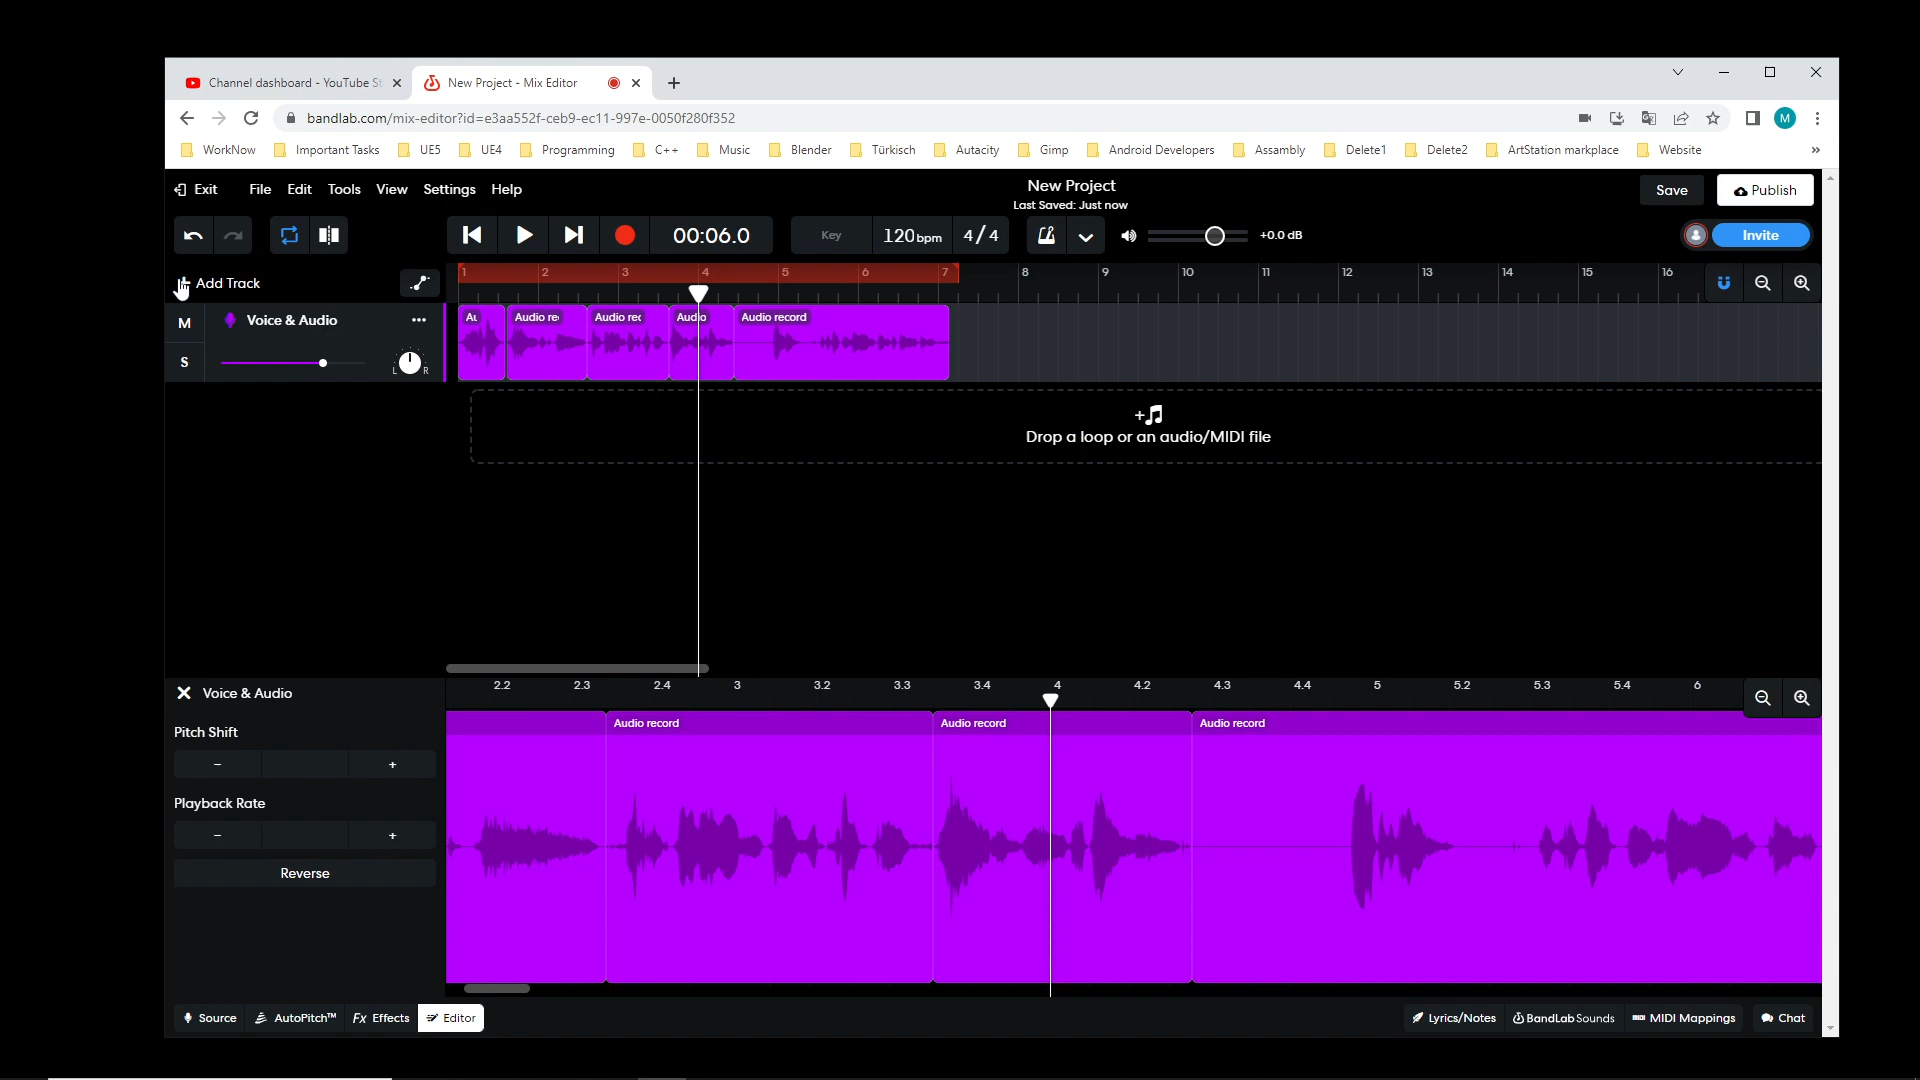 Channel dashboard - YouTube St
New Project - Mix Editor
bandlab.com/mix-editor?id=e3aa552f-ceb9-ec11-997e-0050f280f352
M
WorkNow Important Tasks UE5 UE4 Programming C++ Music Blender Türkisch Autacity Gimp Android Developers Assambly Delete1 Delete2 ArtStation markplace Website »
Exit File Edit Tools View Settings Help
New Project
Last Saved: Just now
Save Publish
00:06.0 Key 120bpm 4/4 +0.0 dB Invite
+ Add Track
1 2 3 4 5 6 7 8 9 10 11 12 13 14 15 16
M Voice & Audio
S L R
Au Audio rec Audio rec Audio Audio record
Drop a loop or an audio/MIDI file
Voice & Audio
2.2 2.3 2.4 3 3.2 3.3 3.4 4 4.2 4.3 4.4 5 5.2 5.3 5.4 6
Audio record Audio record Audio record
Pitch Shift
− +
Playback Rate
− +
Reverse
Source AutoPitch™ Fx Effects Editor
Lyrics/Notes BandLab Sounds MIDI MIDI Mappings Chat